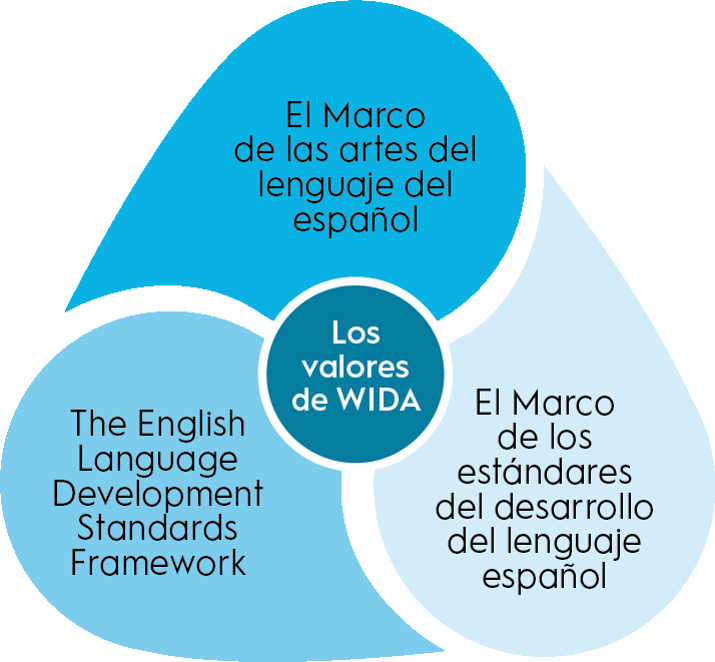 El Marco
de las artes del
lenguaje del
español
Los
valores
de WIDA
The English
Language
Development
Standards
Framework
El Marco
de los
estándares
del desarrollo
del lenguaje
español